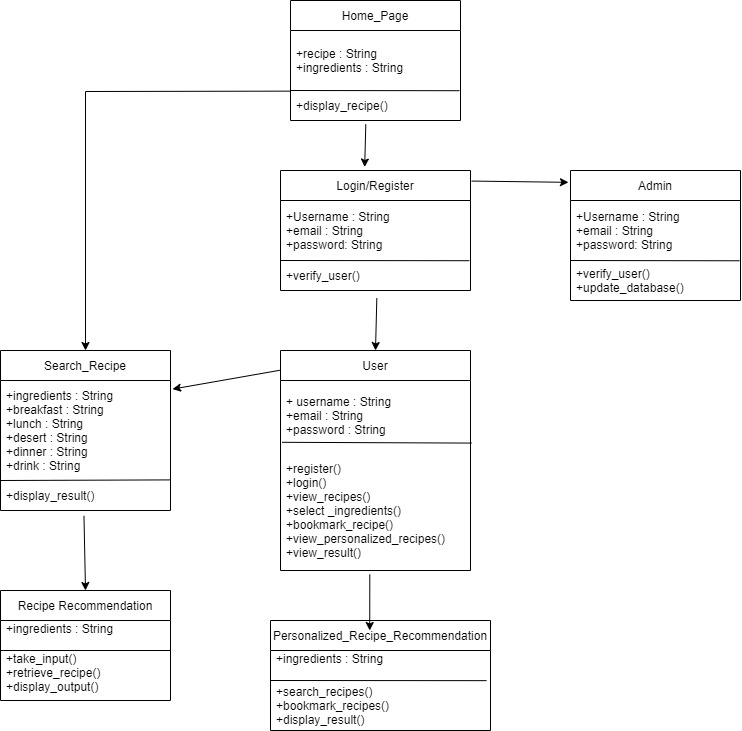 Home_Page
+recipe : String
+ingredients : String
+display_recipe()
Login/Register
+Username : String
+email : String
+password: String
+verify_user()
Admin
+Username : String
+email : String
+password: String
+verify_user()
+update_database()
Search_Recipe
+ingredients : String
+breakfast : String
+lunch : String
+desert : String
+dinner : String
+drink : String
+display_result()
User
+ username : String
+email : String
+password : String
+register()
+login()
+view_recipes()
+select _ingredients()
+bookmark_recipe()
+view_personalized_recipes()
+view_result()
Recipe Recommendation
+ingredients : String
+take_input()
+retrieve_recipe()
+display_output()
Personalized_Recipe_Recommendation
+ingredients : String
+search_recipes()
+bookmark_recipes()
+display_result()